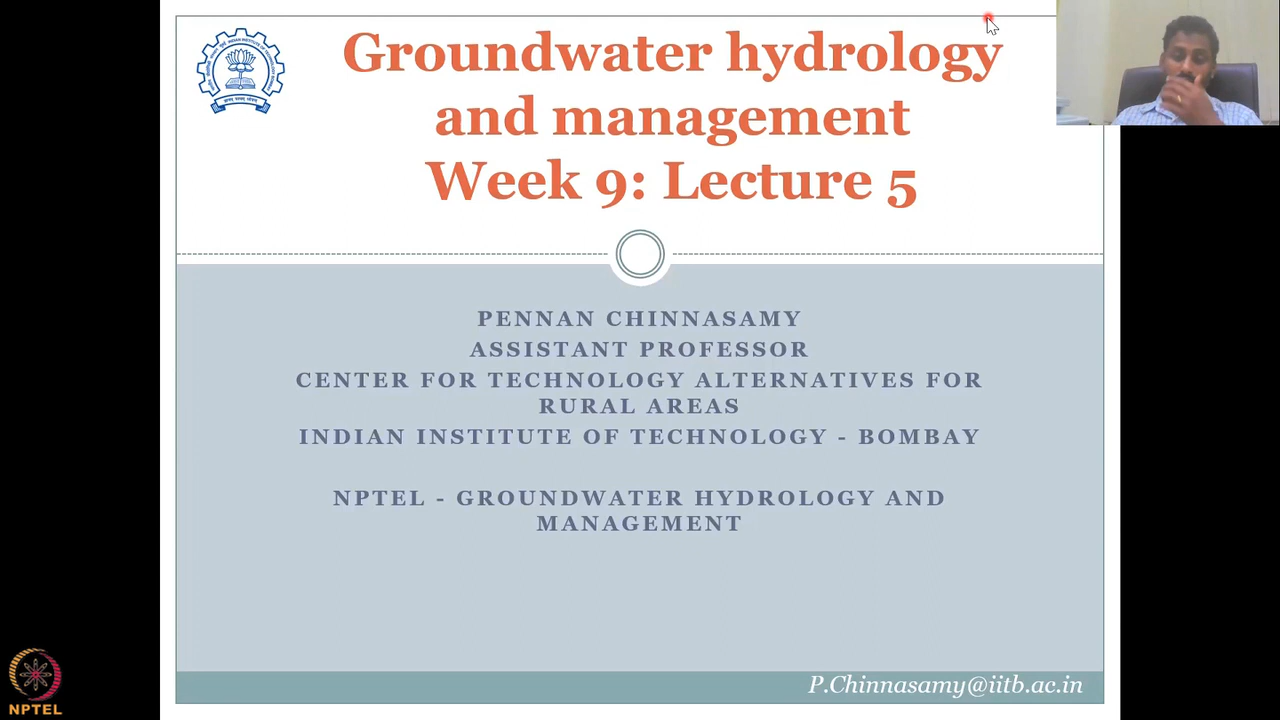 Groundwater hydrology
and management
Week 9: Lecture 5
PENNAN CHINNASAMY
ASSISTANT PROFESSOR
CENTER FOR TECHNOLOGY ALTERNATIVES FOR
RURAL AREAS
INDIAN INSTITUTE OF TECHNOLOGY - BOMBAY
NPTEL - GROUNDWATER HYDROLOGY AND
MANAGEMENT
P.Chinnasamy@iitb.ac.in
NPTEL